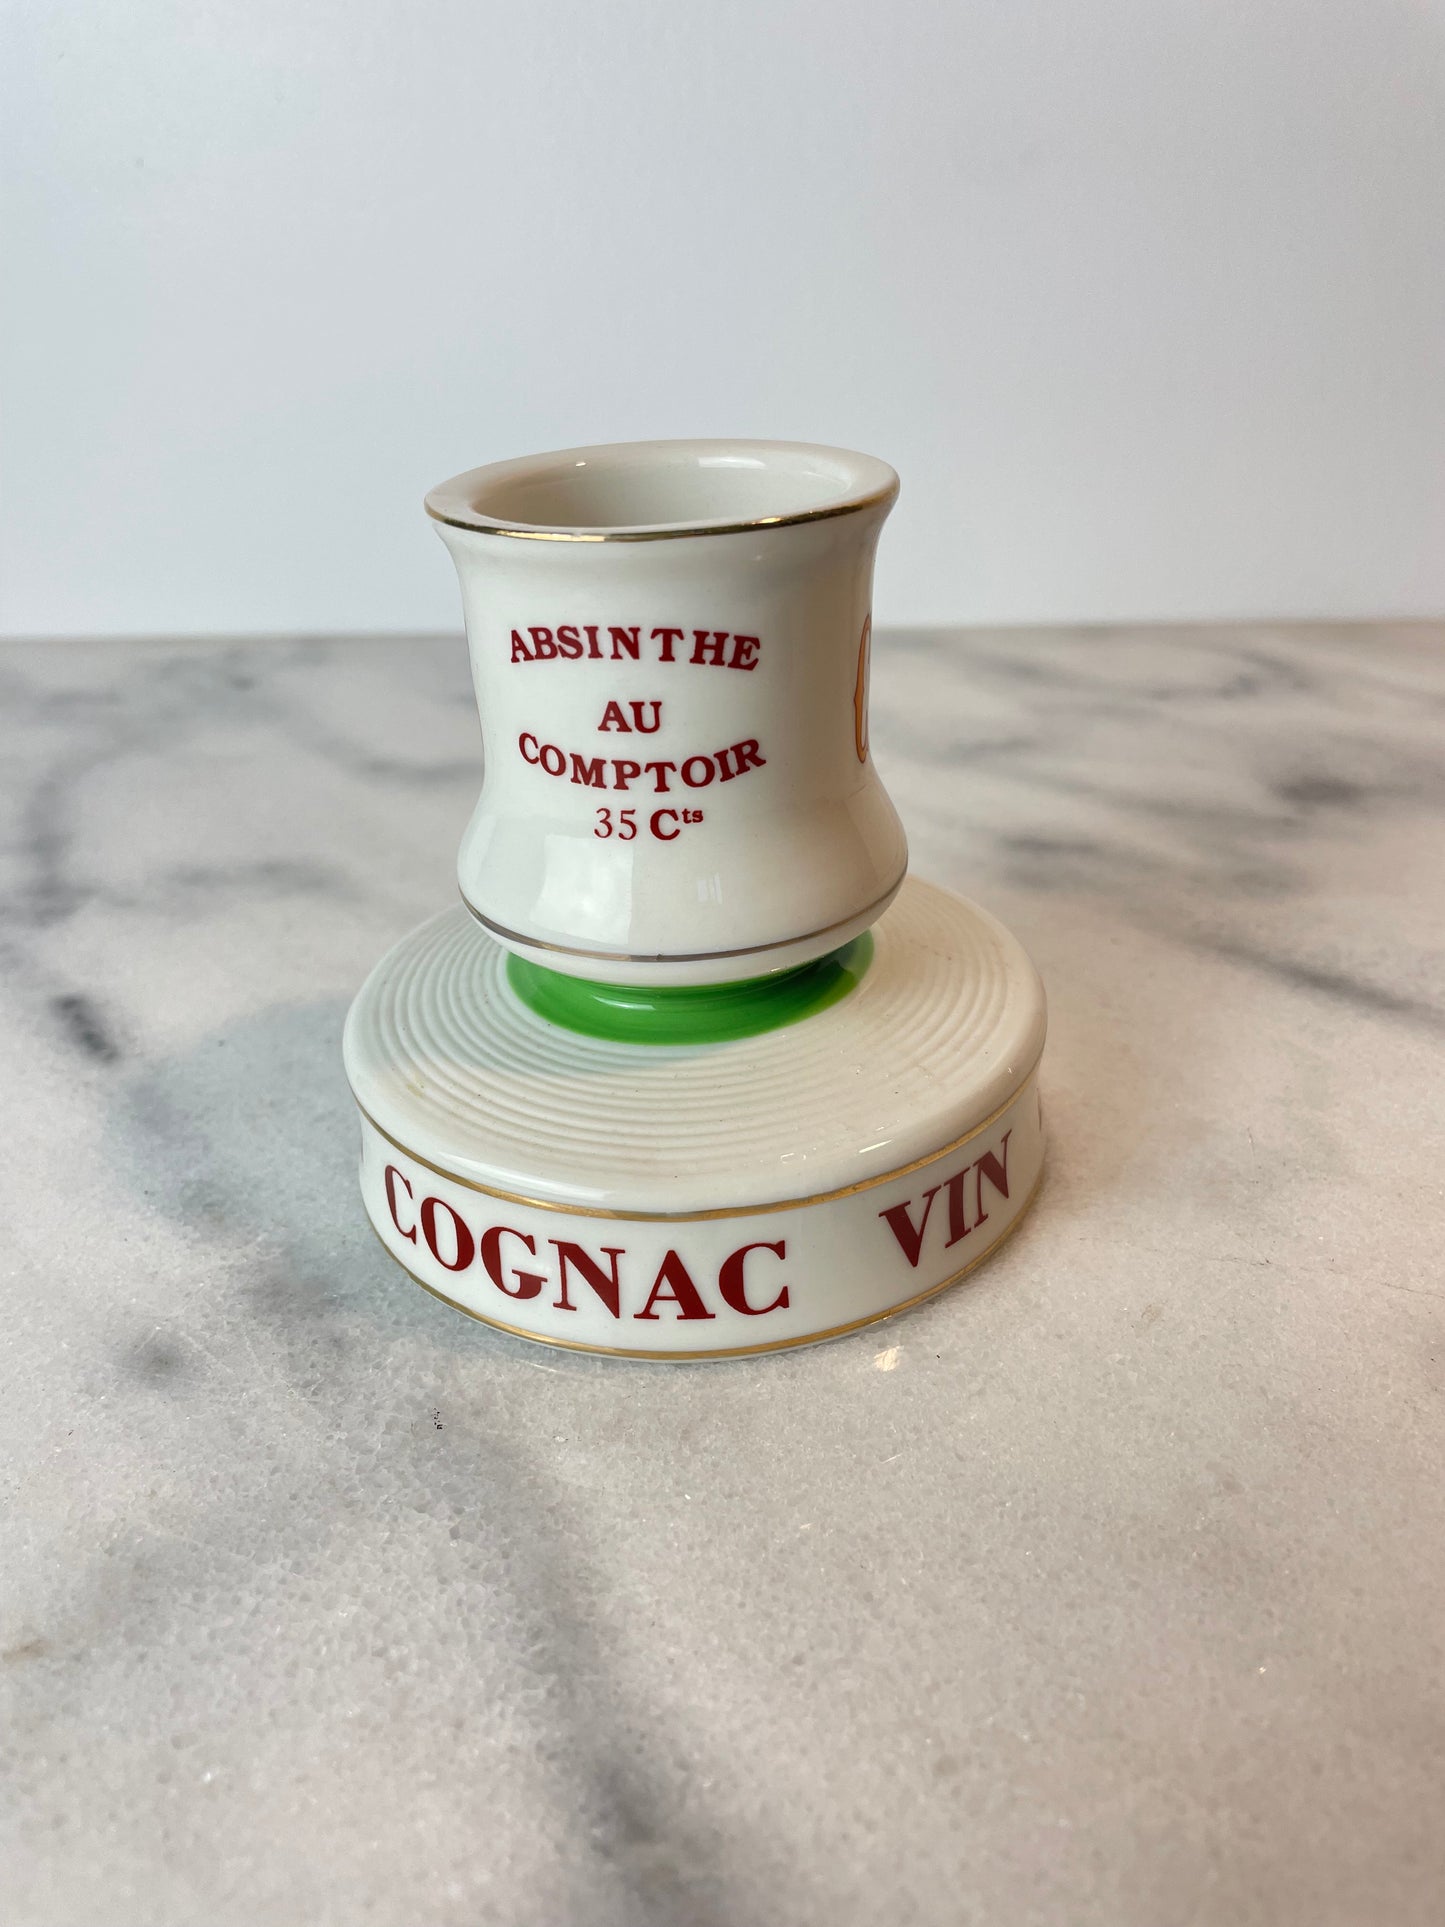 ABSINTHE
AU
COMPTOIR
35 Cts
COGNAC VIN